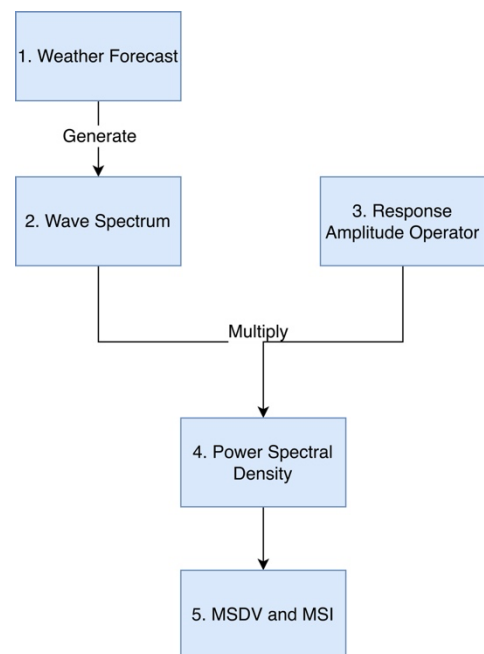 1. Weather Forecast
Generate
2. Wave Spectrum
3. Response
Amplitude Operator
Multiply
4. Power Spectral
Density
5. MSDV and MSI